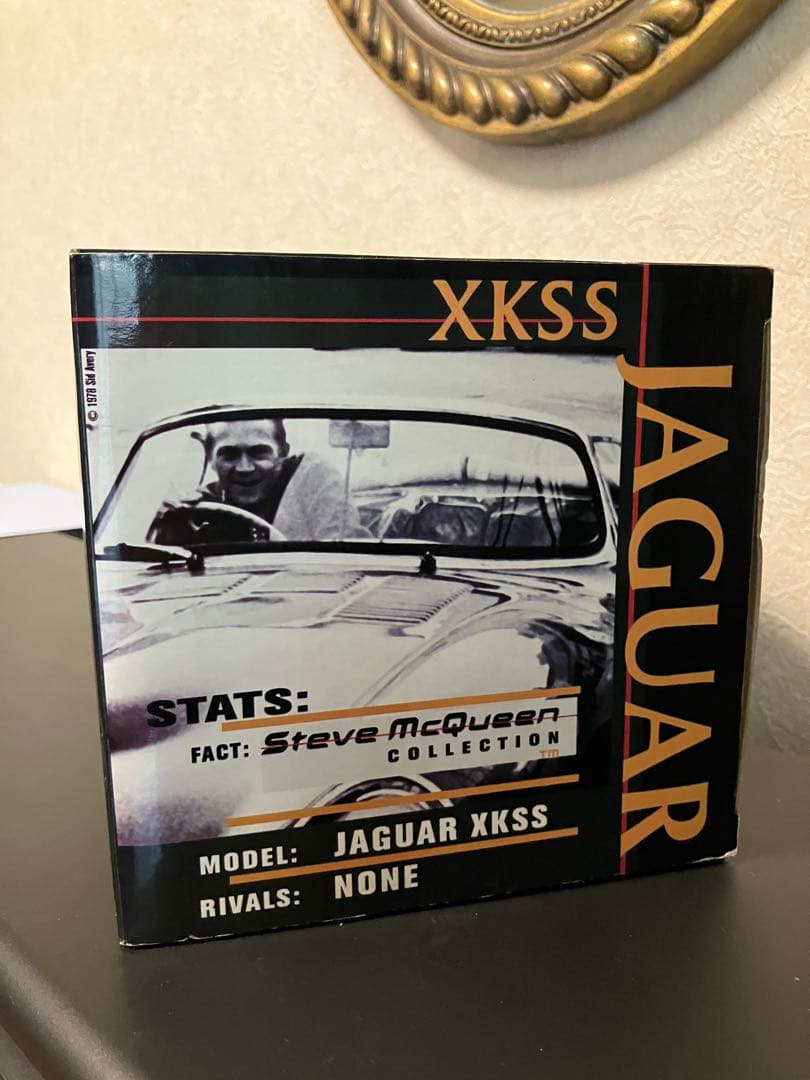 XKSS
JAGUAR
© 1978 Sid Avery
STATS:
FACT: Steve McQueen
COLLECTION
TM
MODEL: JAGUAR XKSS
RIVALS: NONE